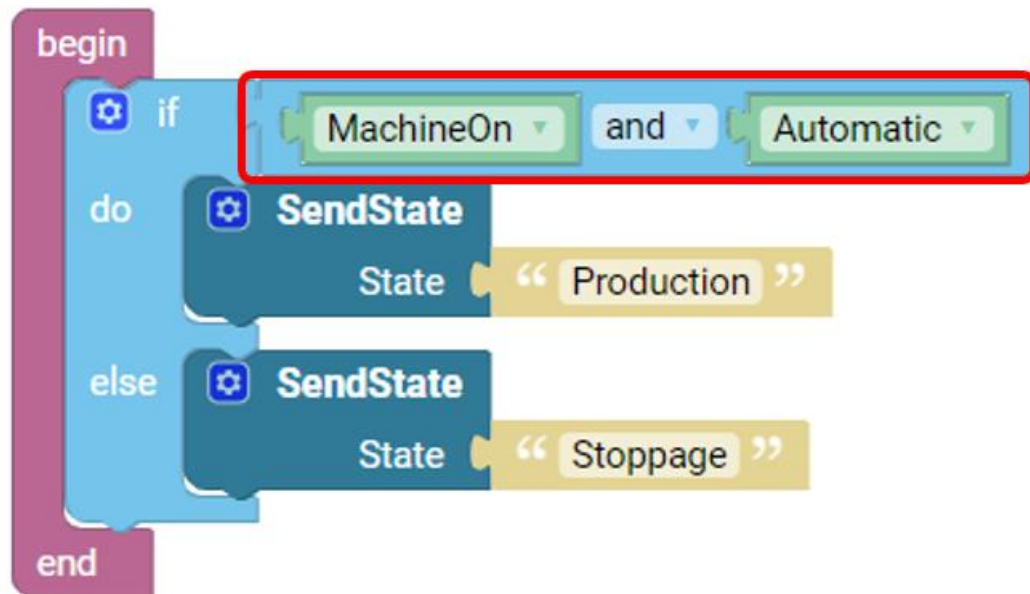 begin
if MachineOn and Automatic
do SendState
State “ Production ”
else SendState
State “ Stoppage ”
end